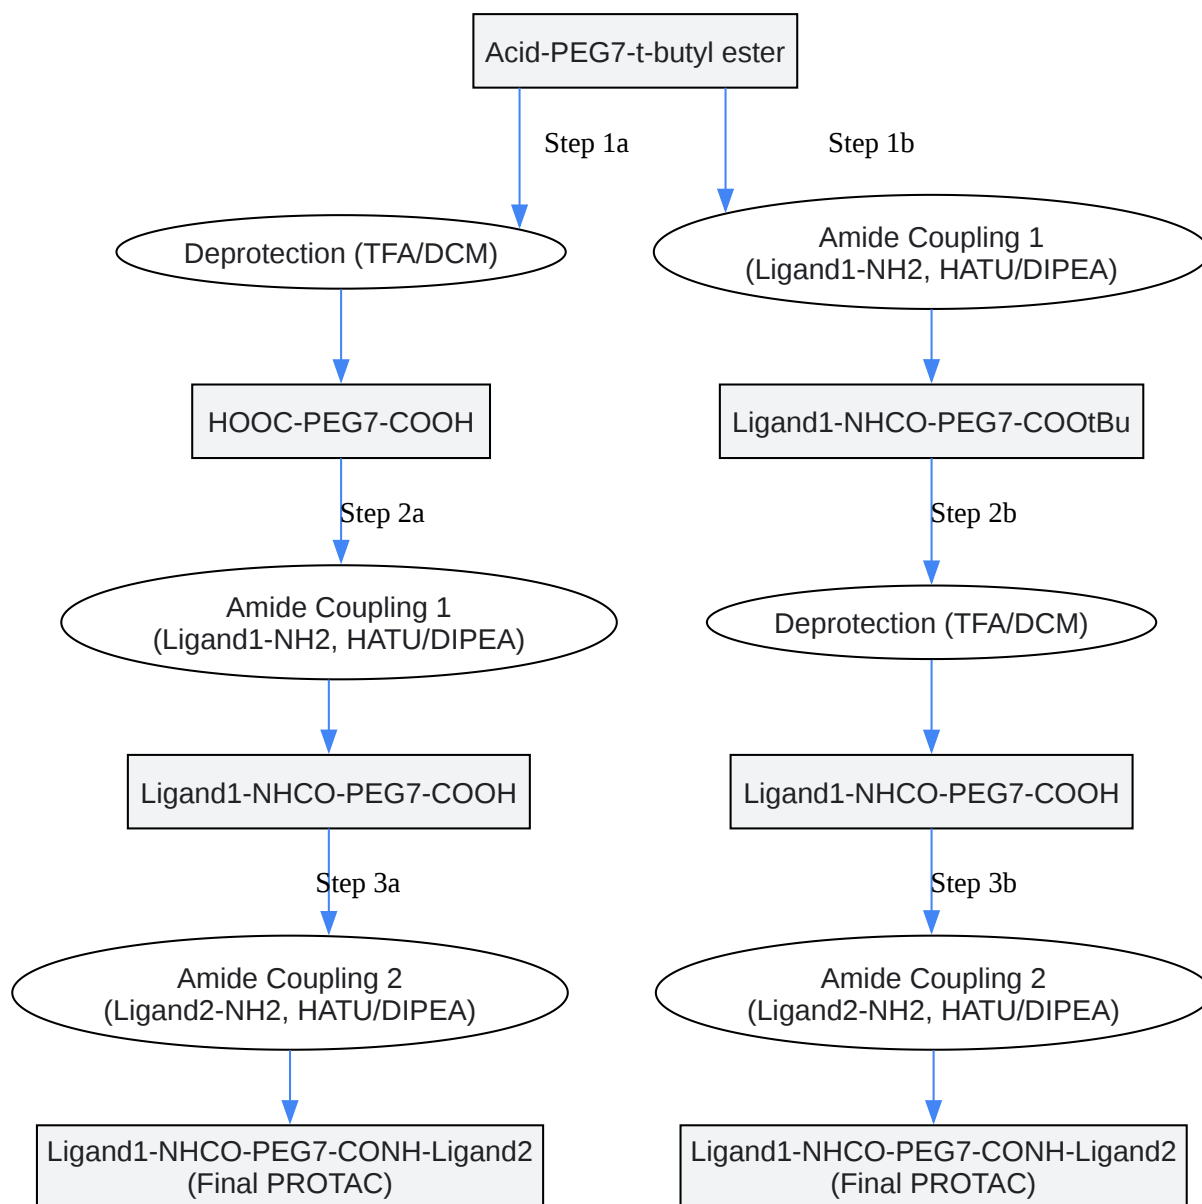 Acid-PEG7-t-butyl ester
Step 1a
Step 1b
Deprotection (TFA/DCM)
Amide Coupling 1
(Ligand1-NH2, HATU/DIPEA)
HOOC-PEG7-COOH
Ligand1-NHCO-PEG7-COOtBu
Step 2a
Step 2b
Amide Coupling 1
(Ligand1-NH2, HATU/DIPEA)
Deprotection (TFA/DCM)
Ligand1-NHCO-PEG7-COOH
Ligand1-NHCO-PEG7-COOH
Step 3a
Step 3b
Amide Coupling 2
(Ligand2-NH2, HATU/DIPEA)
Amide Coupling 2
(Ligand2-NH2, HATU/DIPEA)
Ligand1-NHCO-PEG7-CONH-Ligand2
(Final PROTAC)
Ligand1-NHCO-PEG7-CONH-Ligand2
(Final PROTAC)